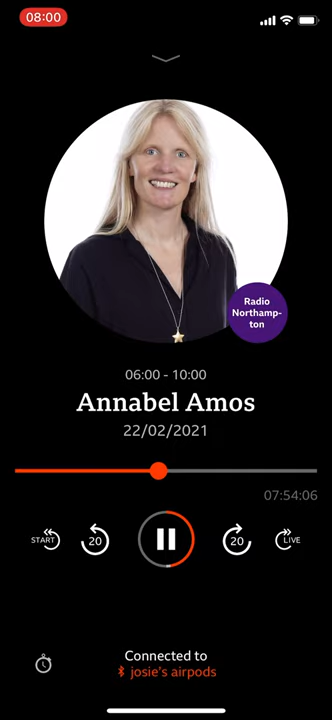 08:00
Radio
Northamp-
ton
06:00 - 10:00
Annabel Amos
22/02/2021
07:54:06
START
20
20
LIVE
Connected to
josie's airpods